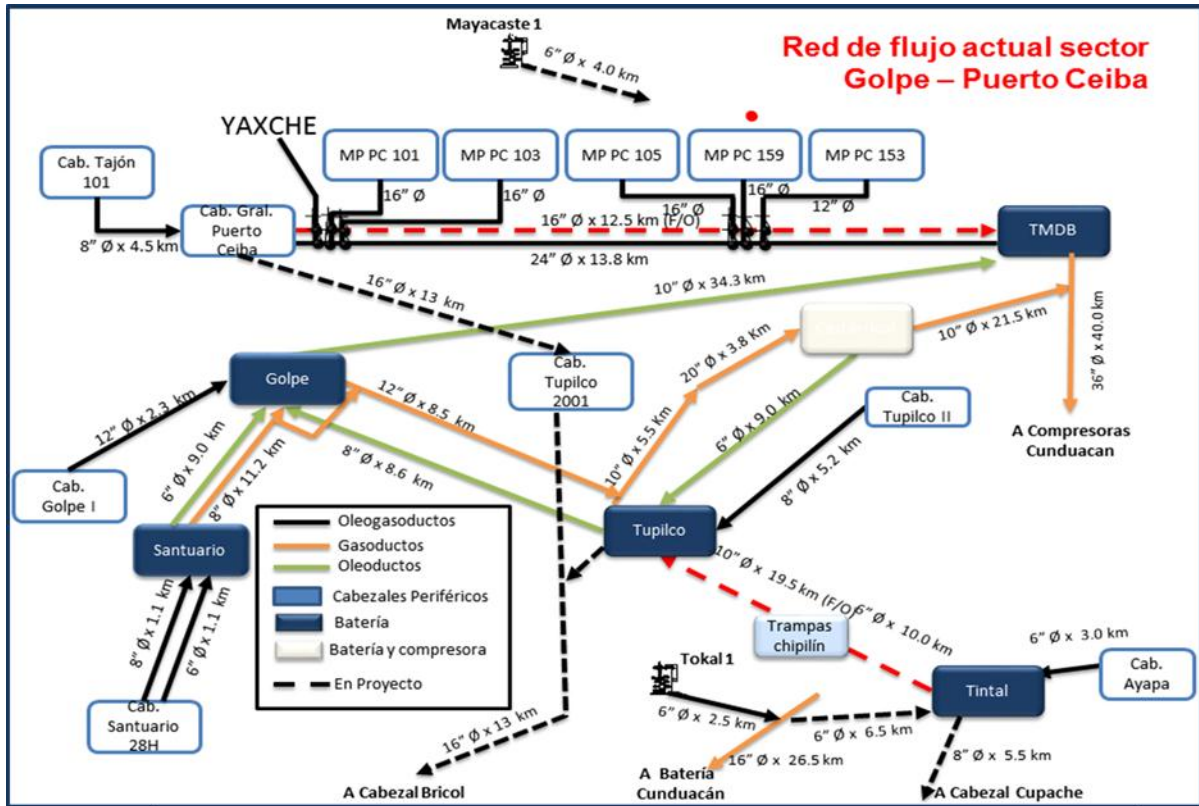 Mayacaste 1
6” Ø x 4.0 km
Red de flujo actual sector
Golpe – Puerto Ceiba
YAXCHE
Cab. Tajón
101
MP PC 101
MP PC 103
MP PC 105
MP PC 159
MP PC 153
16” Ø
16” Ø
16” Ø
16” Ø
12” Ø
8” Ø x 4.5 km
Cab. Gral.
Puerto
Ceiba
16” Ø x 12.5 km (F/O)
24” Ø x 13.8 km
TMDB
16” Ø x 13 km
10” Ø x 34.3 km
10” Ø x 21.5 km
36” Ø x 40.0 km
A Compresoras
Cunduacan
Golpe
12” Ø x 2.3 km
Cab.
Golpe I
Cab.
Tupilco
2001
12” Ø x 8.5 km
20” Ø x 3.8 Km
10” Ø x 5.5 Km
6” Ø x 9.0 km
Cab.
Tupilco II
8” Ø x 5.2 km
6” Ø x 9.0 km
8” Ø x 11.2 km
8” Ø x 8.6 km
Santuario
Tupilco
8” Ø x 1.1 km
6” Ø x 1.1 km
Cab.
Santuario
28H
Oleogasoductos
Gasoductos
Oleoductos
Cabezales Periféricos
Batería
Batería y compresora
En Proyecto
10” Ø x 19.5 km (F/O)
6” Ø x 10.0 km
Trampas
chipilín
Tokal 1
6” Ø x 2.5 km
6” Ø x 6.5 km
16” Ø x 26.5 km
6” Ø x 3.0 km
Cab.
Ayapa
Tintal
8” Ø x 5.5 km
16” Ø x 13 km
A Cabezal Bricol
A Batería
Cunduacán
A Cabezal Cupache